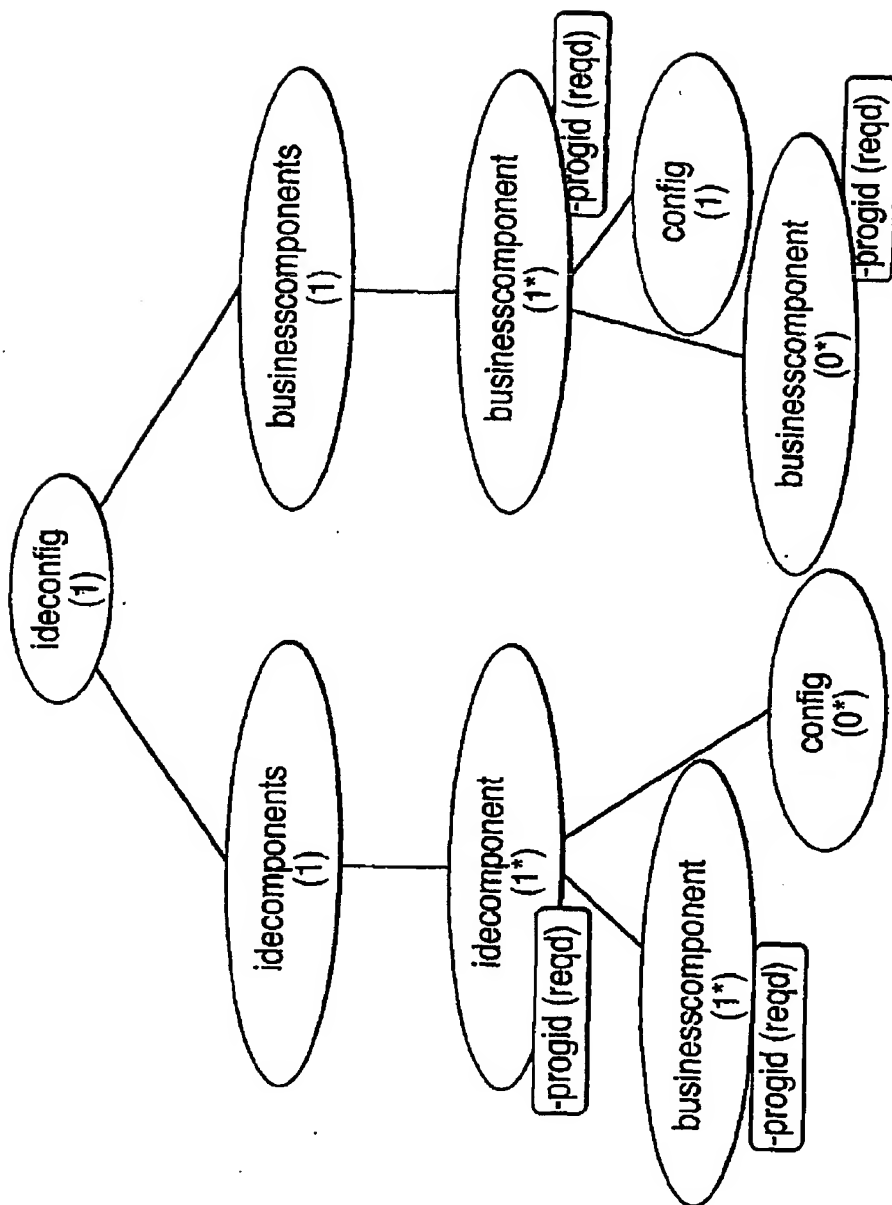 ideconfig
(1)
idecomponents
(1)
businesscomponents
(1)
idecomponent
(1*)
-progid (reqd)
businesscomponent
(1*)
-progid (reqd)
businesscomponent
(1*)
-progid (reqd)
config
(0*)
businesscomponent
(0*)
-progid (reqd)
config
(1)